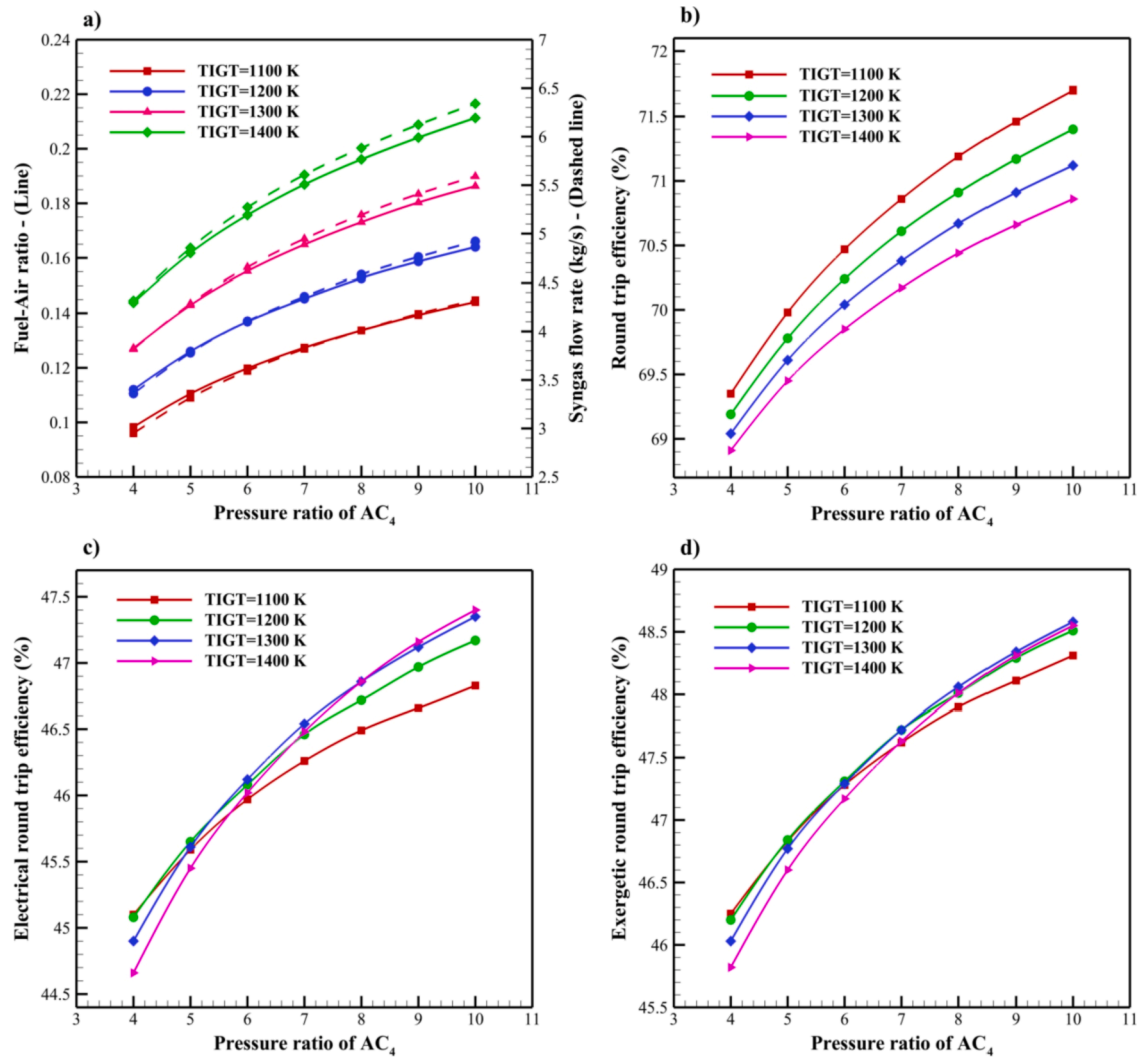 a)
TIGT=1100 K
TIGT=1200 K
TIGT=1300 K
TIGT=1400 K
Fuel-Air ratio - (Line)
0.24
0.22
0.2
0.18
0.16
0.14
0.12
0.1
0.08
Syngas flow rate (kg/s) - (Dashed line)
7
6.5
6
5.5
5
4.5
4
3.5
3
2.5
3 4 5 6 7 8 9 10 11
Pressure ratio of AC4
b)
TIGT=1100 K
TIGT=1200 K
TIGT=1300 K
TIGT=1400 K
Round trip efficiency (%)
72
71.5
71
70.5
70
69.5
69
3 4 5 6 7 8 9 10 11
Pressure ratio of AC4
c)
TIGT=1100 K
TIGT=1200 K
TIGT=1300 K
TIGT=1400 K
Electrical round trip efficiency (%)
47.5
47
46.5
46
45.5
45
44.5
3 4 5 6 7 8 9 10 11
Pressure ratio of AC4
d)
TIGT=1100 K
TIGT=1200 K
TIGT=1300 K
TIGT=1400 K
Exergetic round trip efficiency (%)
49
48.5
48
47.5
47
46.5
46
45.5
3 4 5 6 7 8 9 10 11
Pressure ratio of AC4